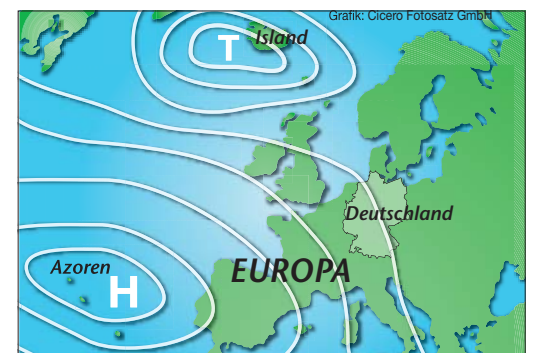 Grafik: Cicero Fotosatz GmbH
Island
T
Deutschland
Azoren
EUROPA
H